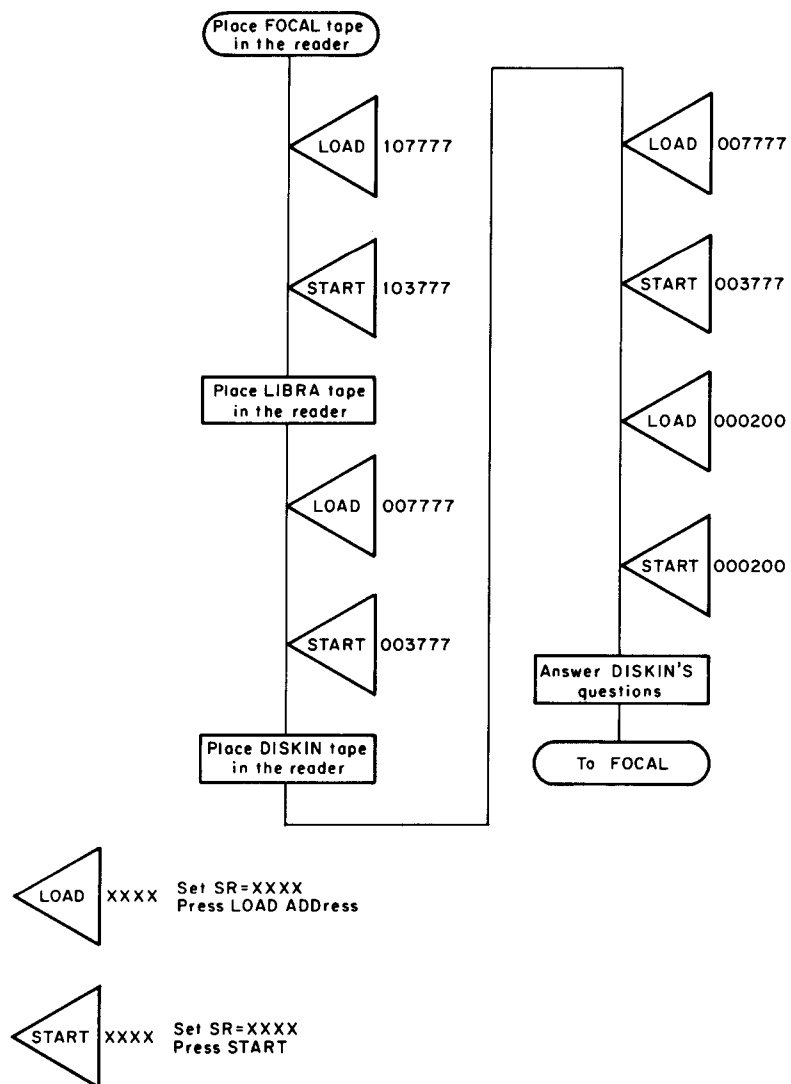 Place FOCAL tape
in the reader
LOAD 107777
START 103777
Place LIBRA tape
in the reader
LOAD 007777
START 003777
Place DISKIN tape
in the reader
LOAD 007777
START 003777
LOAD 000200
START 000200
Answer DISKIN'S
questions
To FOCAL
LOAD XXXX Set SR=XXXX
Press LOAD ADDress
START XXXX Set SR=XXXX
Press START